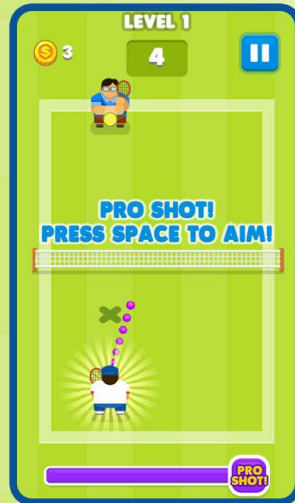 LEVEL 1
3
4
PRO SHOT!
PRESS SPACE TO AIM!
PRO
SHOT!